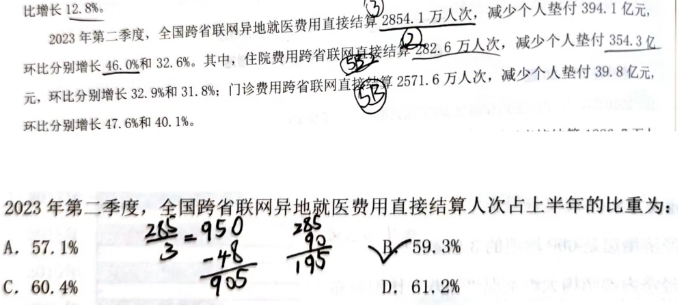 比增长 12.8%。
③
2023 年第二季度，全国跨省联网异地就医费用直接结算 2854.1 万人次，减少个人垫付 394.1 亿元，
②
环比分别增长 46.0%和 32.6%。其中，住院费用跨省联网直接结算 282.6 万人次，减少个人垫付 354.3 亿
元，环比分别增长 32.9%和 31.8%；门诊费用跨省联网直接结算 2571.6 万人次，减少个人垫付 39.8 亿元，
5B
环比分别增长 47.6%和 40.1%。
2023 年第二季度，全国跨省联网异地就医费用直接结算人次占上半年的比重为：
285/3=950 285
A. 57.1% -48 90 B. 59.3%
905 195
C. 60.4% D. 61.2%